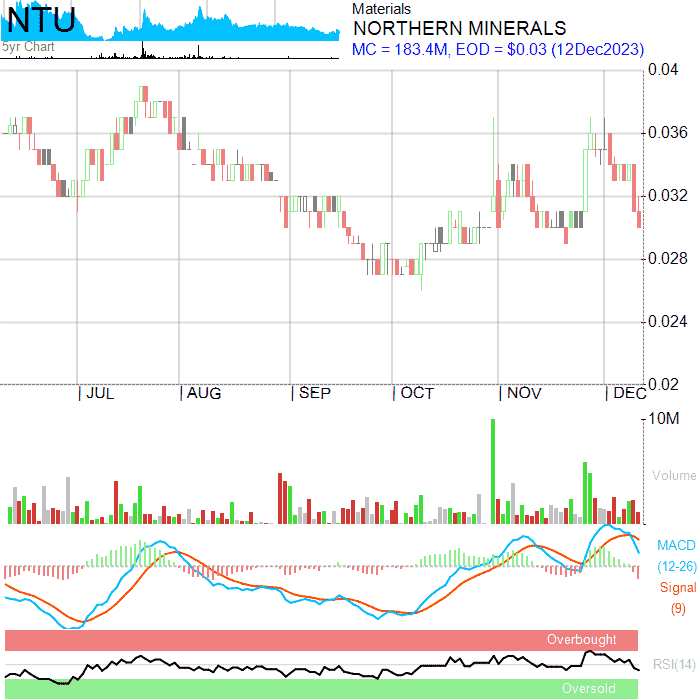 NTU
5yr Chart
Materials
NORTHERN MINERALS
MC = 183.4M, EOD = $0.03 (12Dec2023)
0.04
0.036
0.032
0.028
0.024
0.02
JUL AUG SEP OCT NOV DEC
10M
Volume
MACD
(12-26)
Signal
(9)
Overbought
RSI(14)
Oversold